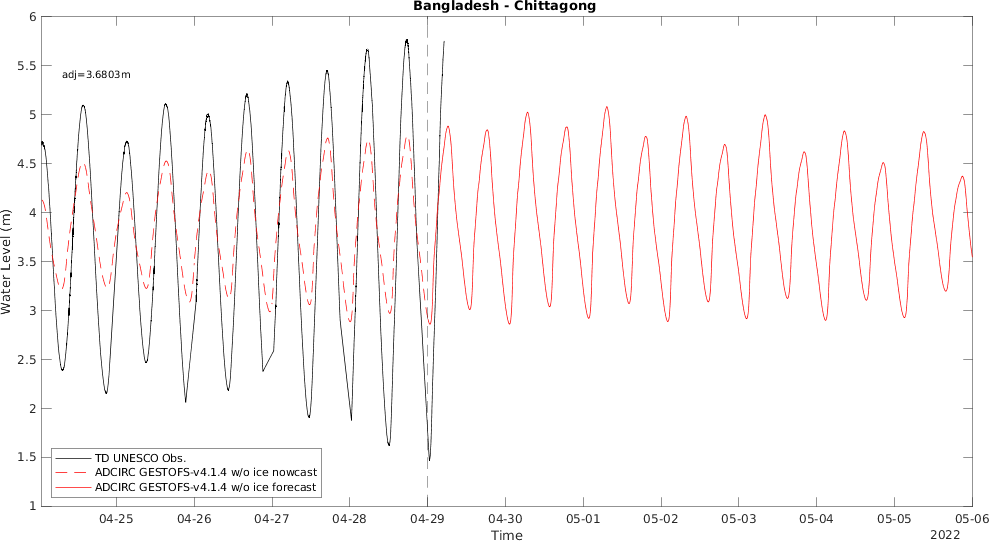 Bangladesh - Chittagong
6
5.5
5
4.5
4
3.5
3
2.5
2
1.5
1
Water Level (m)
adj=3.6803m
TD UNESCO Obs.
ADCIRC GESTOFS-v4.1.4 w/o ice nowcast
ADCIRC GESTOFS-v4.1.4 w/o ice forecast
04-25 04-26 04-27 04-28 04-29 04-30 05-01 05-02 05-03 05-04 05-05 05-06
Time
2022